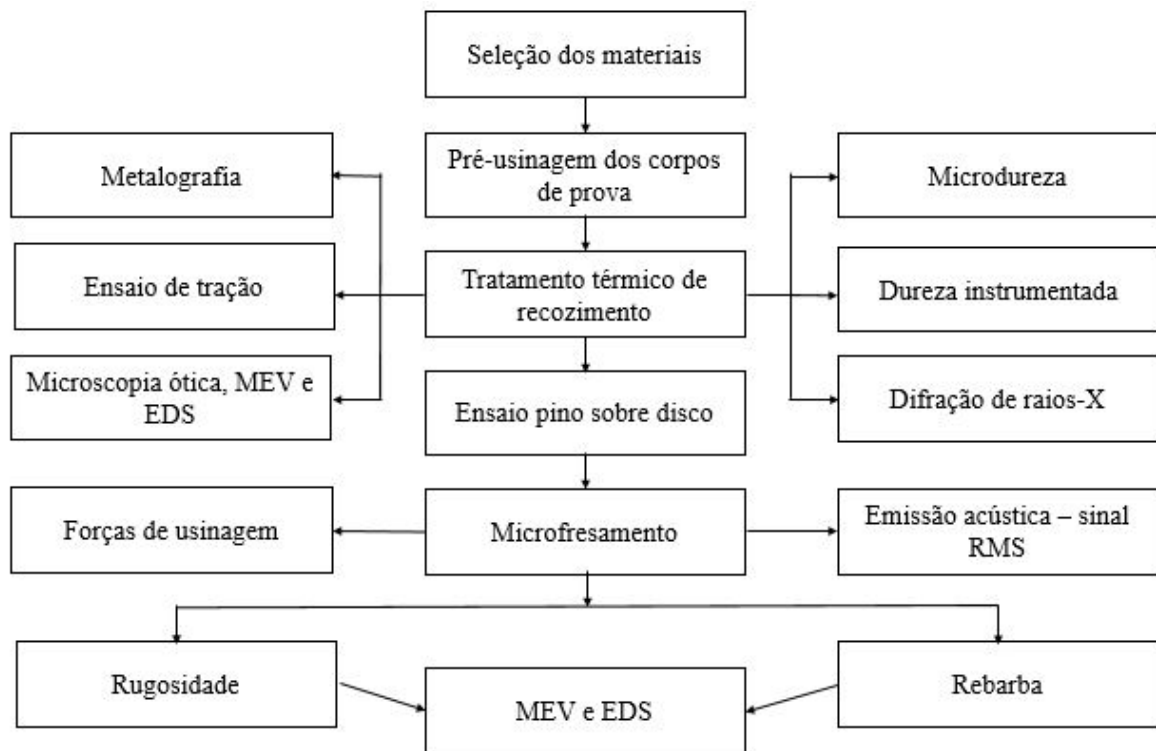 Seleção dos materiais
Metalografía
Pré-usinagem dos corpos
de prova
Microdureza
Ensaio de tração
Tratamento térmico de
recozimento
Dureza instrumentada
Microscopia ótica, MEV e
EDS
Ensaio pino sobre disco
Difração de raios-X
Forças de usinagem
Microfresamento
Emissão acústica – sinal
RMS
Rugosidade
MEV e EDS
Rebarba